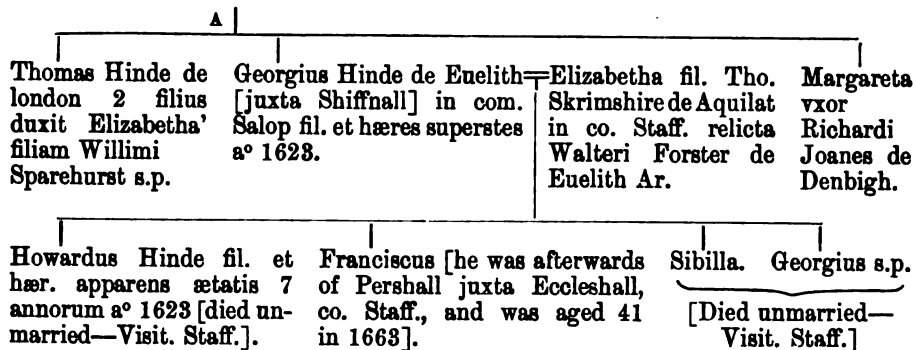 A
Thomas Hinde de
london 2 filius
duxit Elizabetha'
filiam Willimi
Sparehurst s.p.
Georgius Hinde de Euelith
[juxta Shiffnall] in com.
Salop fil. et hæres superstes
aº 1623.
Elizabetha fil. Tho.
Skrimshire de Aquilat
in co. Staff. relicta
Walteri Forster de
Euelith Ar.
Margareta
vxor
Richardi
Joanes de
Denbigh.
Howardus Hinde fil. et
hær. apparens ætatis 7
annorum aº 1623 [died un-
married—Visit. Staff.].
Franciscus [he was afterwards
of Pershall juxta Eccleshall,
co. Staff., and was aged 41
in 1663].
Sibilla. Georgius s.p.
[Died unmarried—
Visit. Staff.]